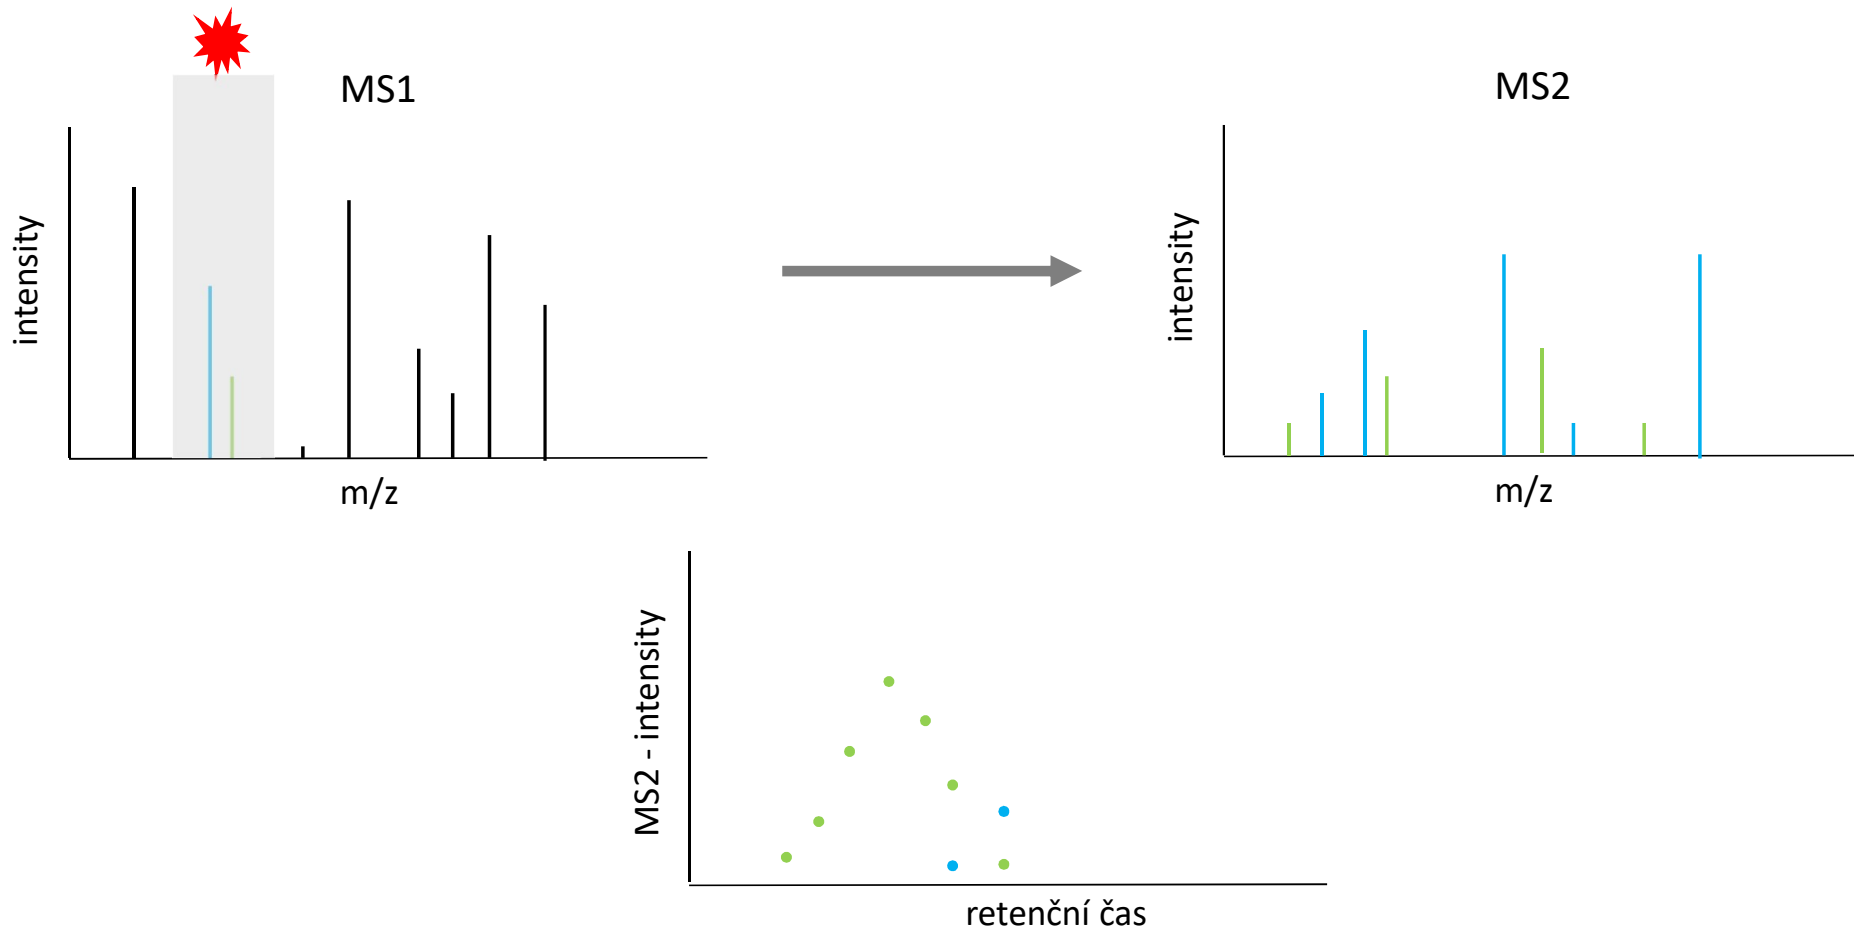 MS1
intensity
m/z
MS2
intensity
m/z
MS2 - intensity
retenční čas